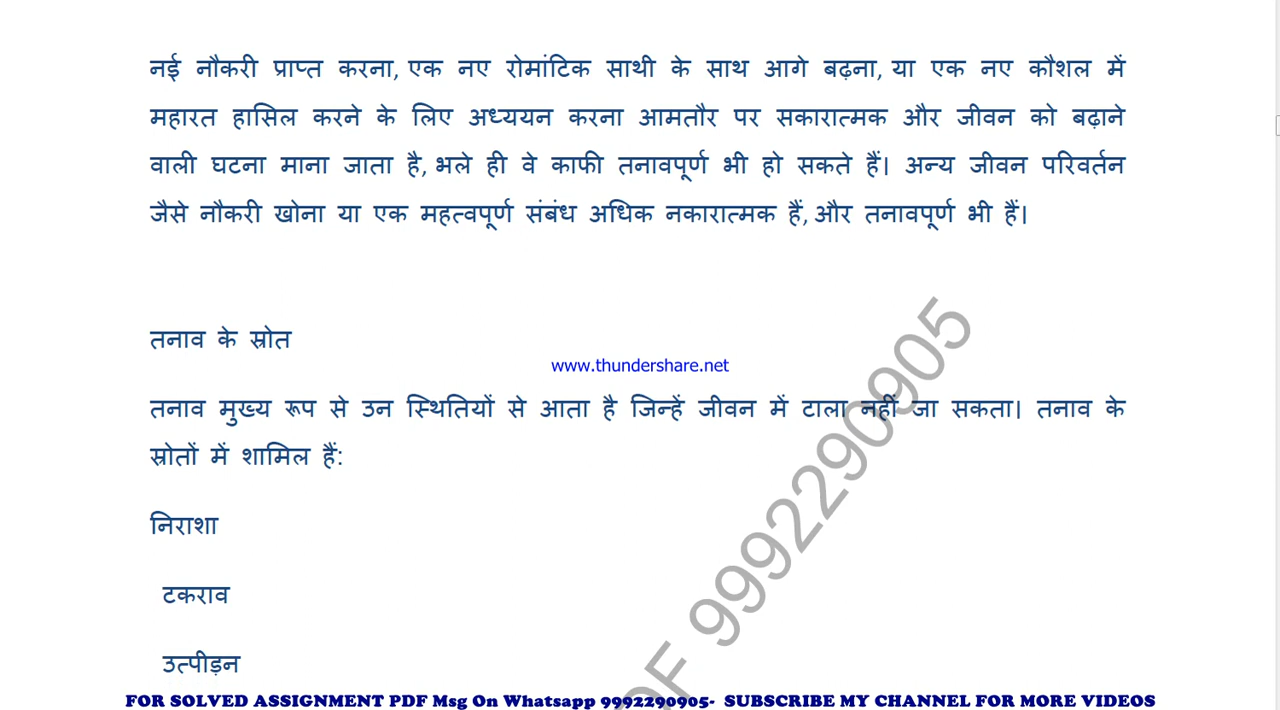 नई नौकरी प्राप्त करना, एक नए रोमांटिक साथी के साथ आगे बढ़ना, या एक नए कौशल में
महारत हासिल करने के लिए अध्ययन करना आमतौर पर सकारात्मक और जीवन को बढ़ाने
वाली घटना माना जाता है, भले ही वे काफी तनावपूर्ण भी हो सकते हैं। अन्य जीवन परिवर्तन
जैसे नौकरी खोना या एक महत्वपूर्ण संबंध अधिक नकारात्मक हैं, और तनावपूर्ण भी हैं।
तनाव के स्रोत
www.thundershare.net
तनाव मुख्य रूप से उन स्थितियों से आता है जिन्हें जीवन में टाला नहीं जा सकता। तनाव के
स्रोतों में शामिल हैं:
निराशा
टकराव
उत्पीड़न
DF 9992290905
FOR SOLVED ASSIGNMENT PDF Msg On Whatsapp 9992290905- SUBSCRIBE MY CHANNEL FOR MORE VIDEOS